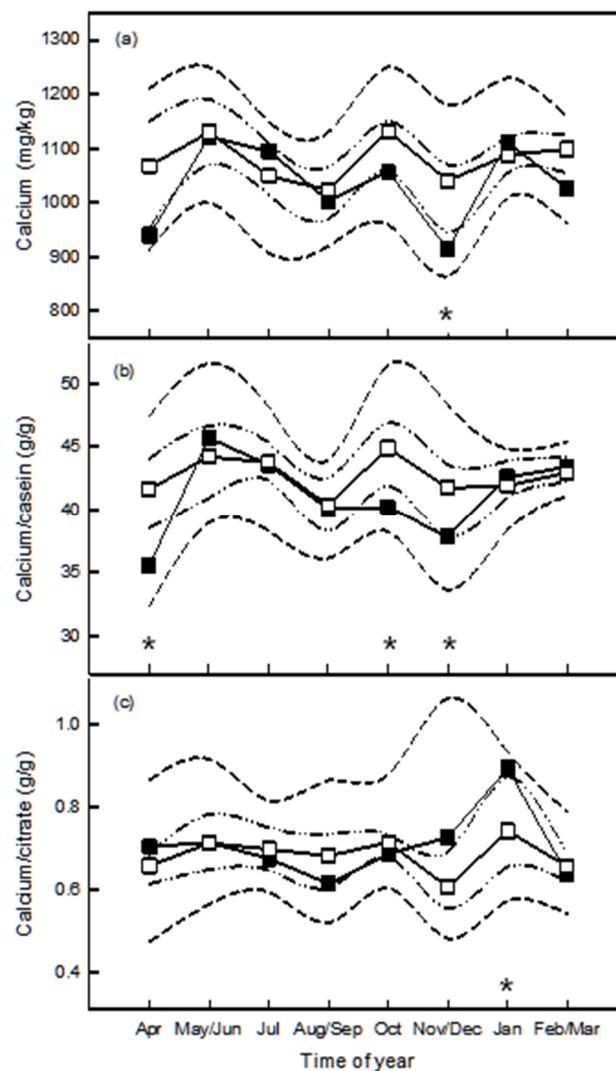 (a)
Calcium (mg/kg)
1300
1200
1100
1000
900
800
*
(b)
Calcium/casein (g/g)
50
45
40
35
30
* * *
(c)
Calcium/citrate (g/g)
1.0
0.8
0.6
0.4
*
Apr May/Jun Jul Aug/Sep Oct Nov/Dec Jan Feb/Mar
Time of year